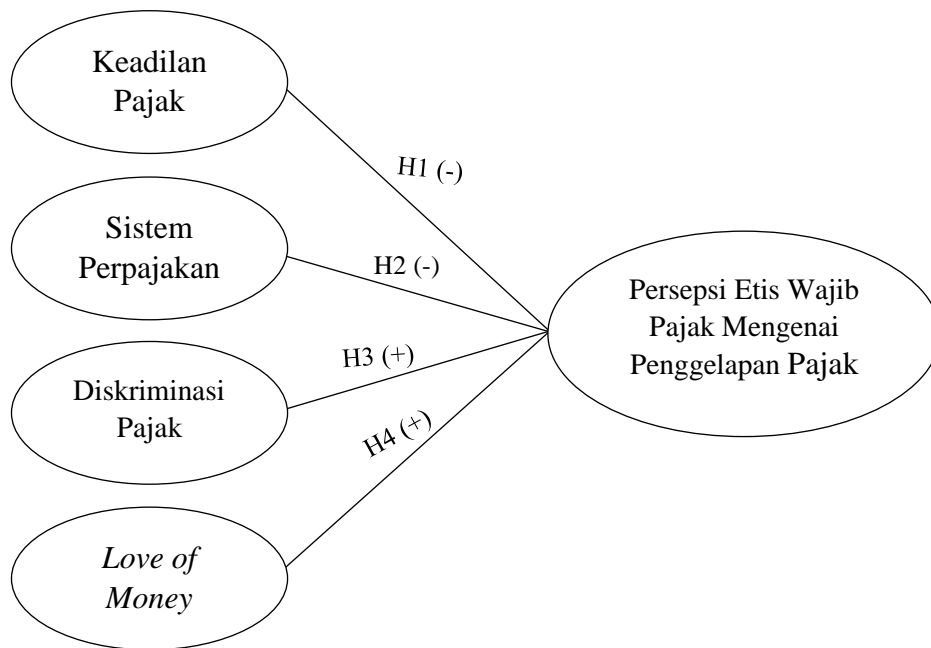 Keadilan
Pajak
H1 (-)
Sistem
Perpajakan
H2 (-)
Persepsi Etis Wajib
Pajak Mengenai
Penggelapan Pajak
H3 (+)
Diskriminasi
Pajak
H4 (+)
Love of
Money